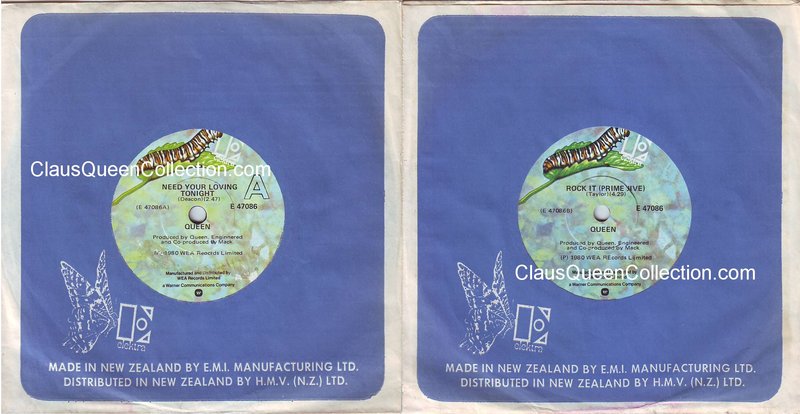 ClausQueenCollection.com
NEED YOUR LOVING
TONIGHT
(Deacon)(2.47)
A
(E 47086A)
E 47086
QUEEN
Produced by Queen. Engineered
and Co-produced by Mack
(P) 1980 WEA Records Limited
Manufactured and distributed by
WEA Records Limited
a Warner Communications Company
elektra
MADE IN NEW ZEALAND BY E.M.I. MANUFACTURING LTD.
DISTRIBUTED IN NEW ZEALAND BY H.M.V. (N.Z.) LTD.
ROCK IT (PRIME JIVE)
(Taylor)(4.29)
(E 47086B)
E 47086
QUEEN
Produced by Queen. Engineered
and Co-produced by Mack.
(P) 1980 WEA REcords Limited
ClausQueenCollection.com
a Warner Communications Company
elektra
MADE IN NEW ZEALAND BY E.M.I. MANUFACTURING LTD.
DISTRIBUTED IN NEW ZEALAND BY H.M.V. (N.Z.) LTD.